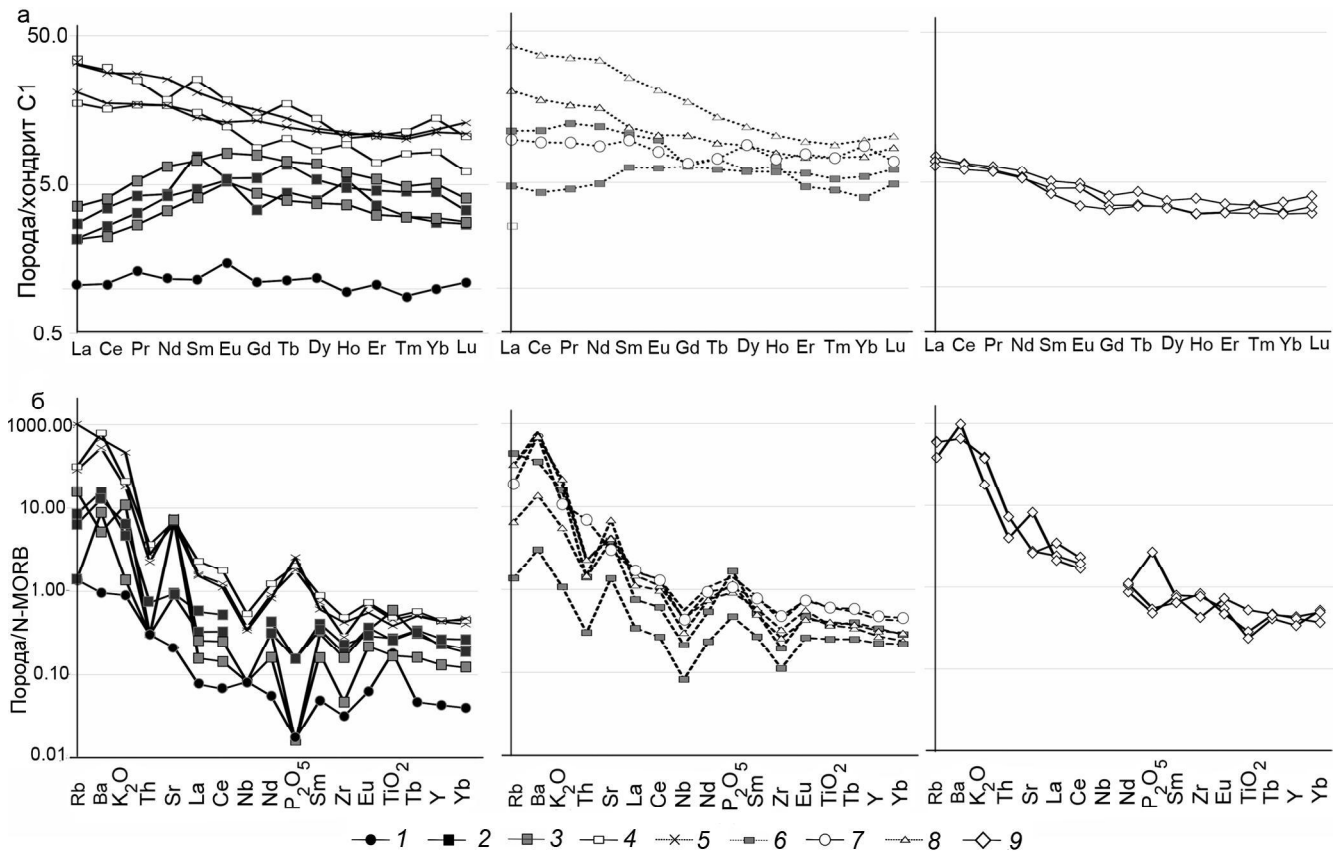 а
50.0
5.0
0.5
Порода/хондрит C1
La Ce Pr Nd Sm Eu Gd Tb Dy Ho Er Tm Yb Lu
La Ce Pr Nd Sm Eu Gd Tb Dy Ho Er Tm Yb Lu
La Ce Pr Nd Sm Eu Gd Tb Dy Ho Er Tm Yb Lu
б
1000.00
10.00
1.00
0.10
0.01
Порода/N-MORB
Rb Ba K2O Th Sr La Ce Nb Nd P2O5 Sm Zr Eu TiO2 Tb Y Yb
Rb Ba K2O Th Sr La Ce Nb Nd P2O5 Sm Zr Eu TiO2 Tb Y Yb
Rb Ba K2O Th Sr La Ce Nb Nd P2O5 Sm Zr Eu TiO2 Tb Y Yb
1 2 3 4 5 6 7 8 9